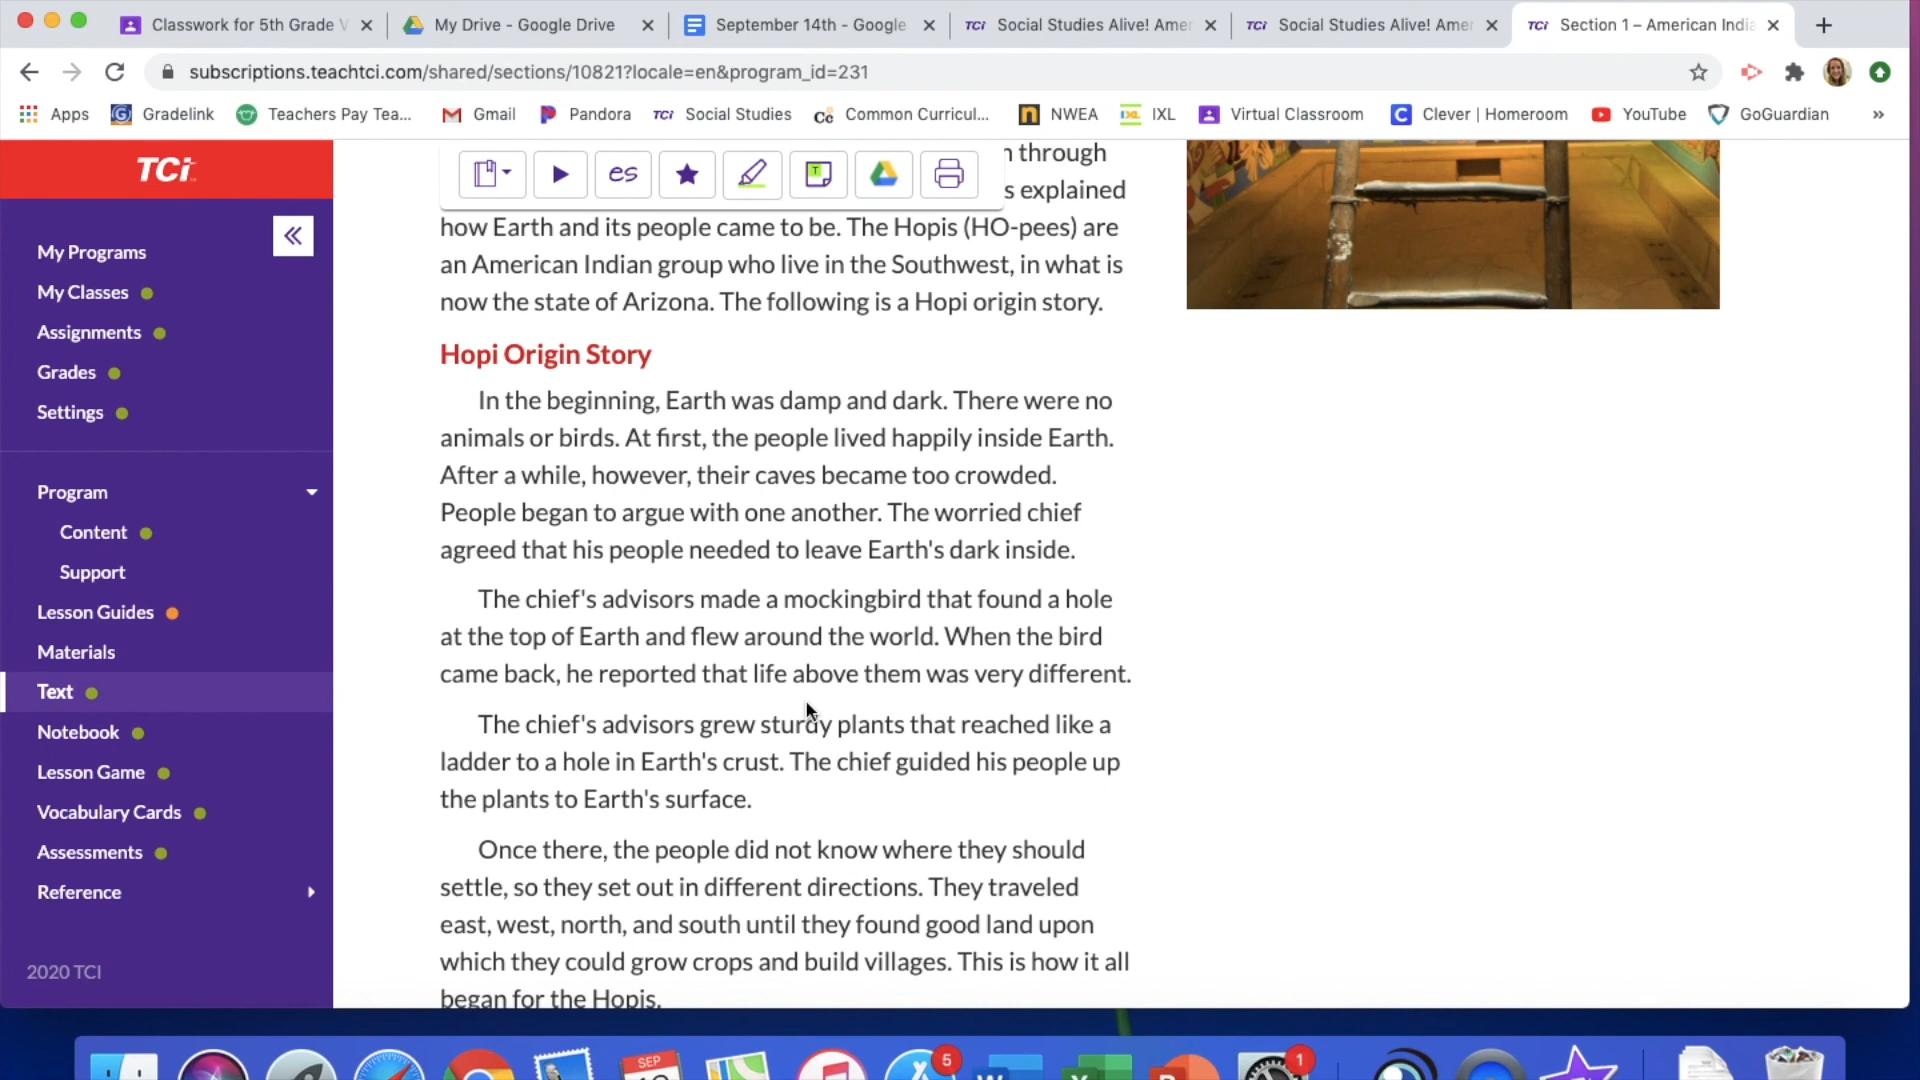 Classwork for 5th Grade V
My Drive - Google Drive
September 14th - Google
TCi Social Studies Alive! Amer
TCi Social Studies Alive! Amer
TCi Section 1 – American India
subscriptions.teachtci.com/shared/sections/10821?locale=en&program_id=231
Apps
Gradelink
Teachers Pay Tea...
Gmail
Pandora
TCi Social Studies
Cc Common Curricul...
NWEA
IXL IXL
Virtual Classroom
Clever | Homeroom
YouTube
GoGuardian
»
TCi
My Programs
My Classes
Assignments
Grades
Settings
Program
Content
Support
Lesson Guides
Materials
Text
Notebook
Lesson Game
Vocabulary Cards
Assessments
Reference
2020 TCI
es
T
through
explained
how Earth and its people came to be. The Hopis (HO-pees) are
an American Indian group who live in the Southwest, in what is
now the state of Arizona. The following is a Hopi origin story.
Hopi Origin Story
In the beginning, Earth was damp and dark. There were no
animals or birds. At first, the people lived happily inside Earth.
After a while, however, their caves became too crowded.
People began to argue with one another. The worried chief
agreed that his people needed to leave Earth's dark inside.
The chief's advisors made a mockingbird that found a hole
at the top of Earth and flew around the world. When the bird
came back, he reported that life above them was very different.
The chief's advisors grew sturdy plants that reached like a
ladder to a hole in Earth's crust. The chief guided his people up
the plants to Earth's surface.
Once there, the people did not know where they should
settle, so they set out in different directions. They traveled
east, west, north, and south until they found good land upon
which they could grow crops and build villages. This is how it all
began for the Hopis.
SEP
5
1